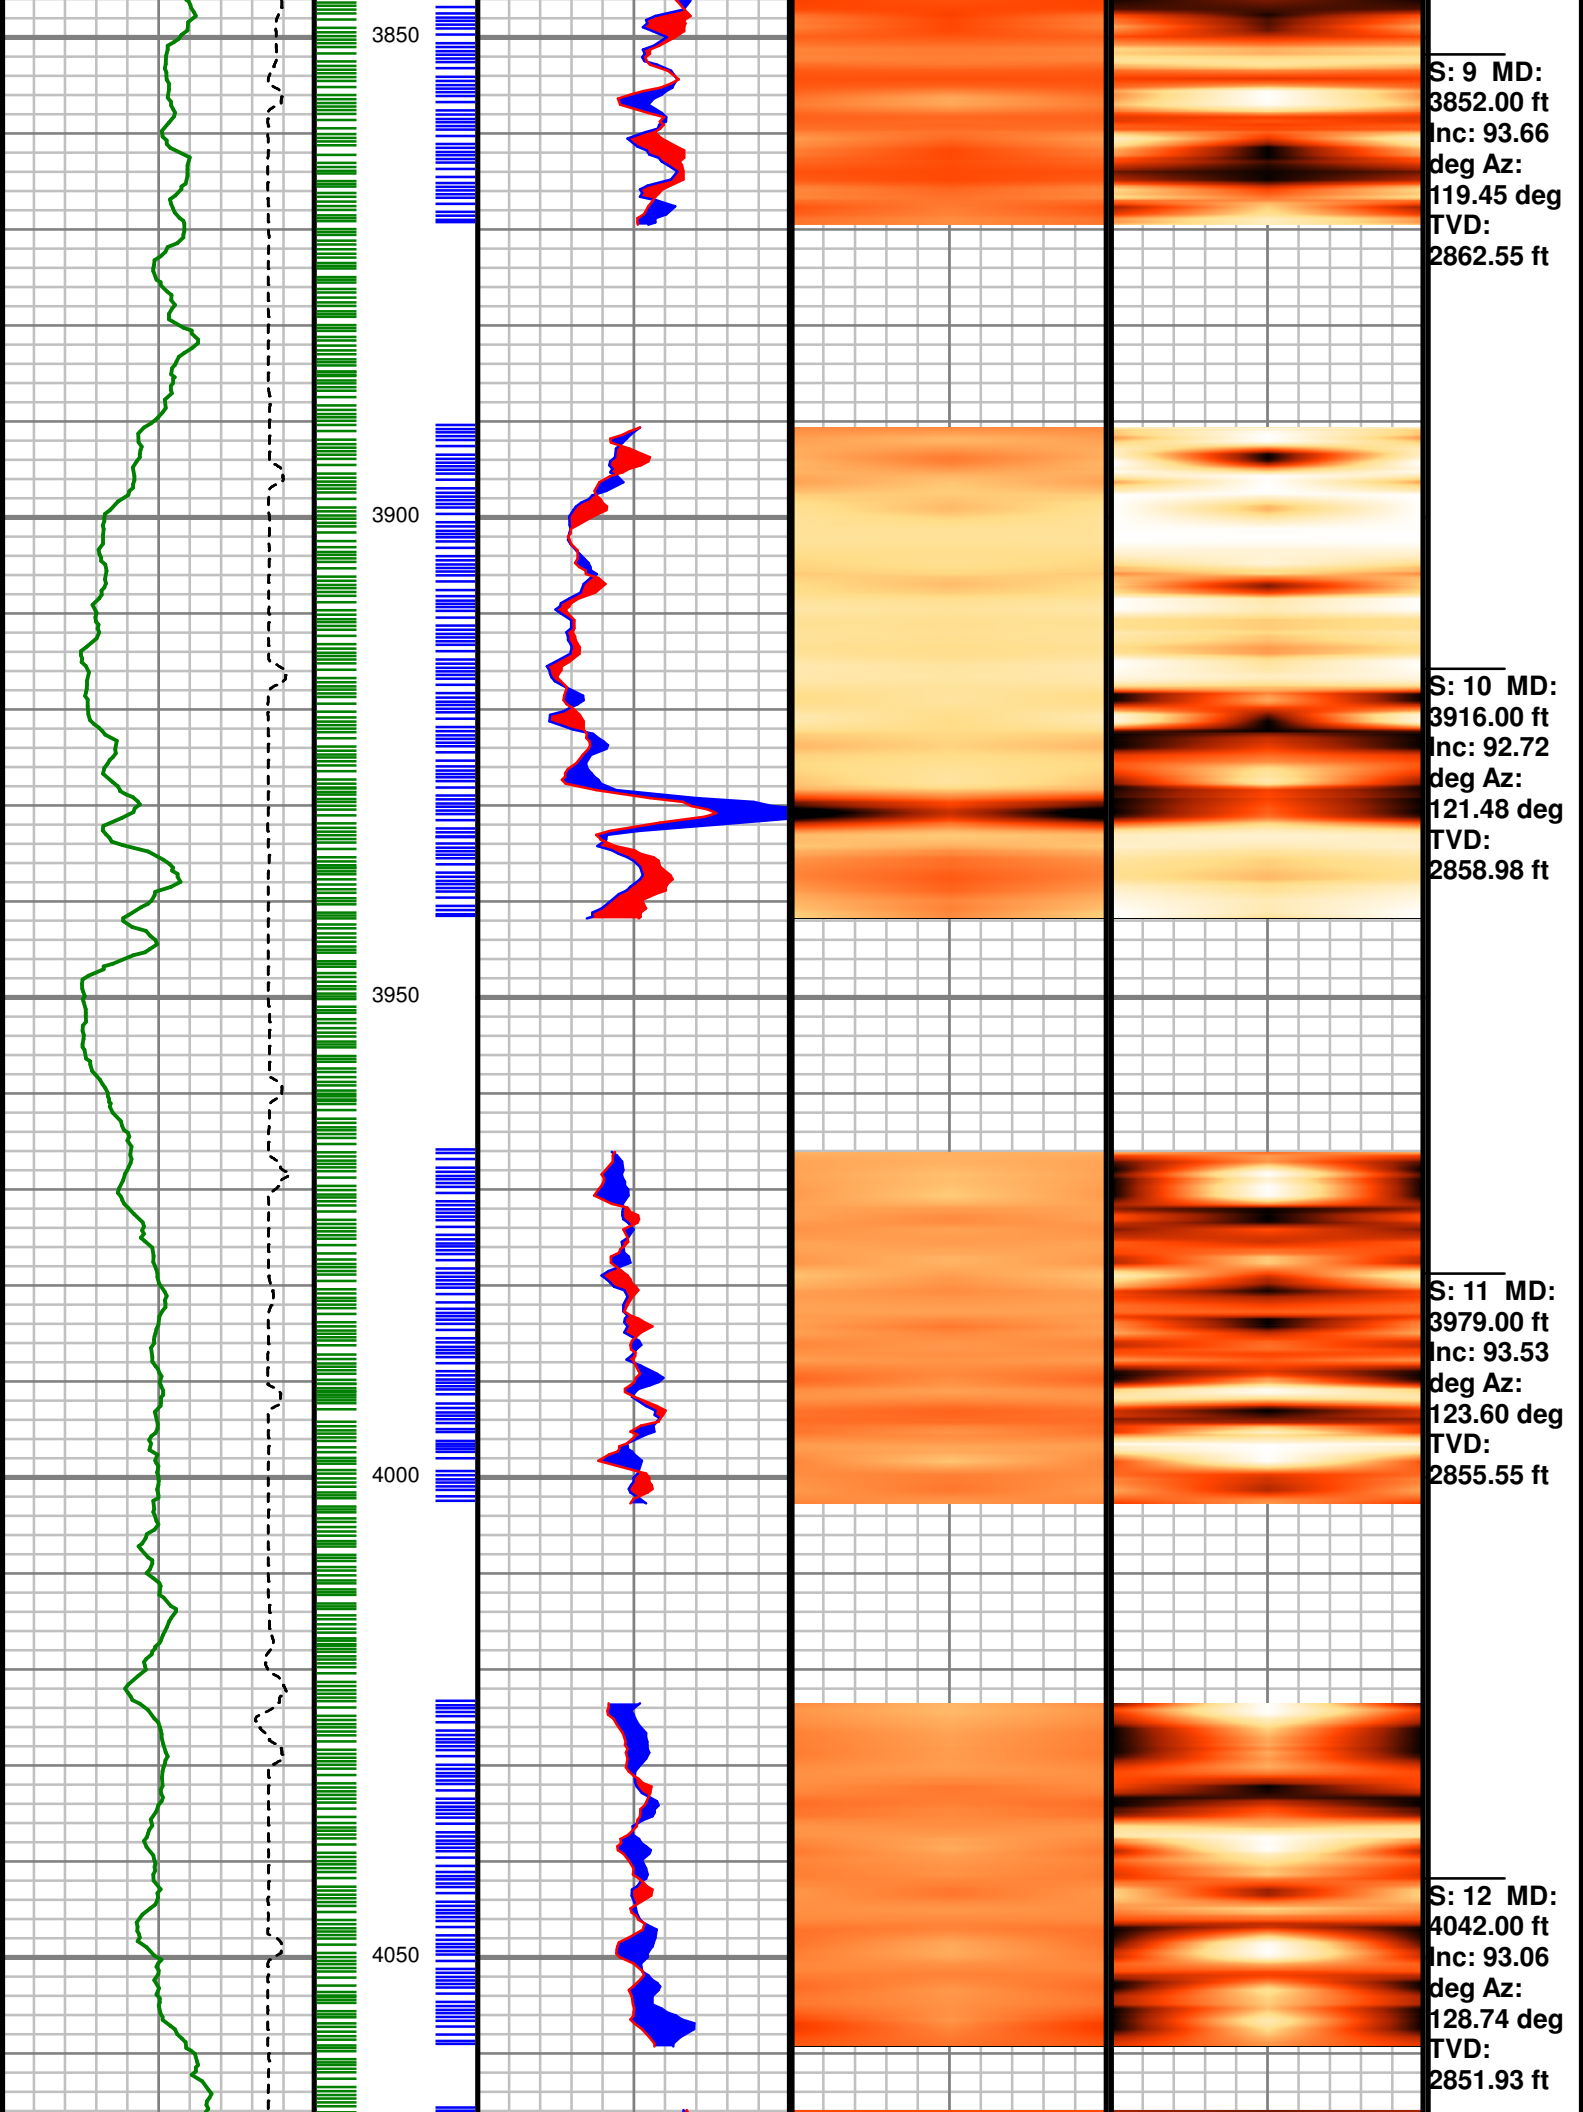 3850
3900
3950
4000
4050
S: 9 MD:
3852.00 ft
Inc: 93.66
deg Az:
119.45 deg
TVD:
2862.55 ft
S: 10 MD:
3916.00 ft
Inc: 92.72
deg Az:
121.48 deg
TVD:
2858.98 ft
S: 11 MD:
3979.00 ft
Inc: 93.53
deg Az:
123.60 deg
TVD:
2855.55 ft
S: 12 MD:
4042.00 ft
Inc: 93.06
deg Az:
128.74 deg
TVD:
2851.93 ft